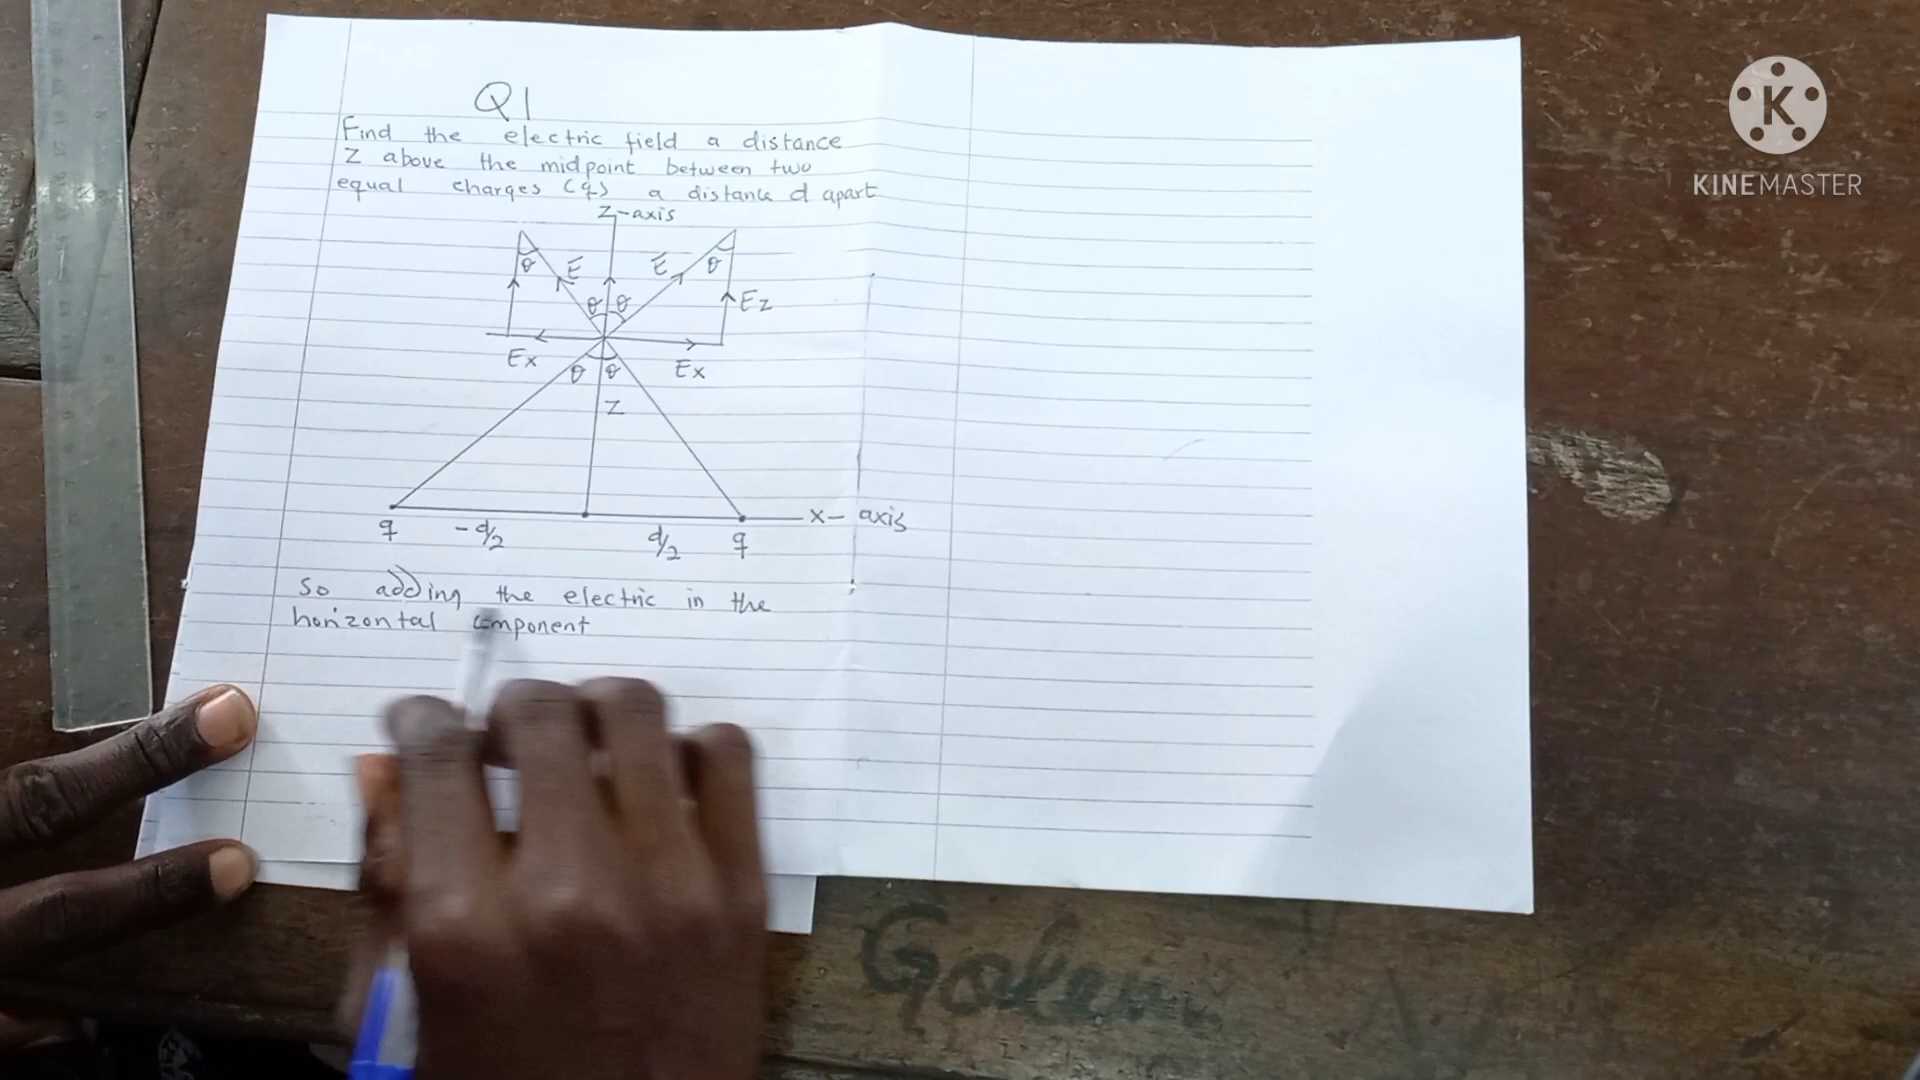 Q1
Find the electric field a distance
Z above the midpoint between two
equal charges (q) a distance d apart
Z-axis
θ E E θ
θ θ
Ez
Ex Ex
θ θ
Z
x- axis
q -d/2 d/2 q
So adding the electric in the
horizontal component
K
KINEMASTER